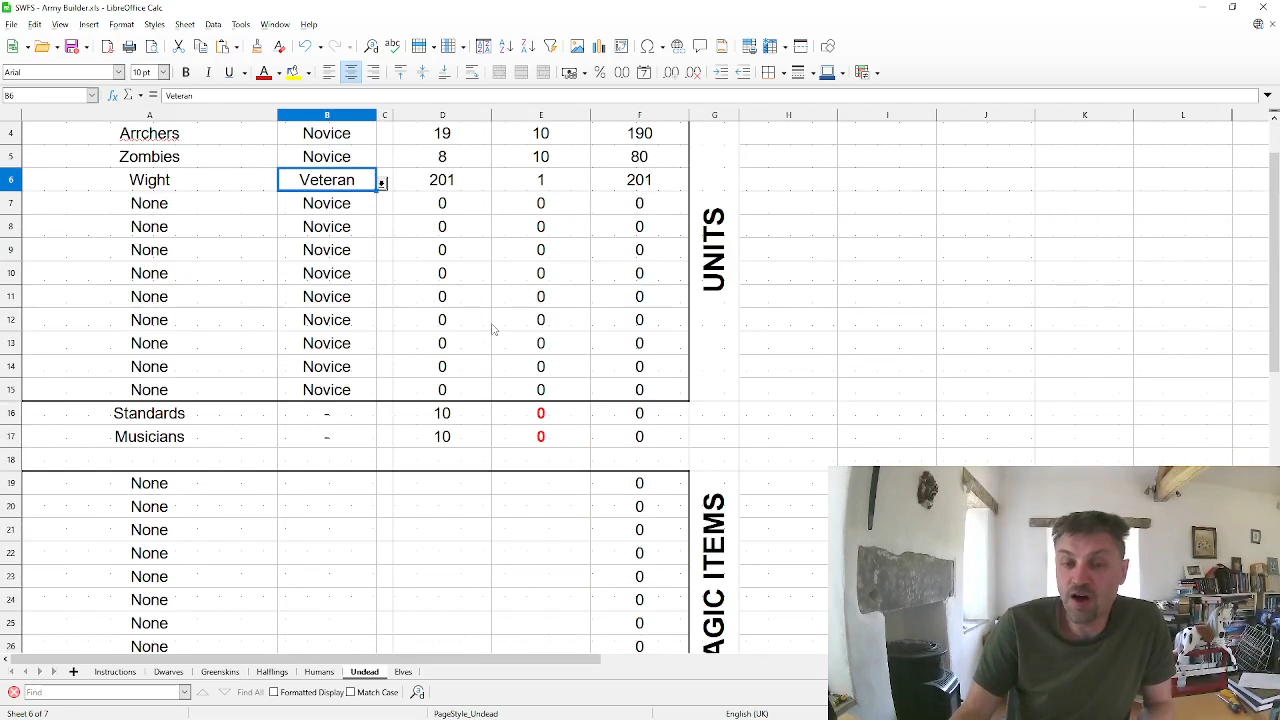 SWFS - Army Builder.xls - LibreOffice Calc
File Edit View Insert Format Styles Sheet Data Tools Window Help
Arial 10 pt B I U
B6 Veteran
A B C D E F G H I J K L
4 Arrchers Novice 19 10 190
5 Zombies Novice 8 10 80
6 Wight Veteran 201 1 201
7 None Novice 0 0 0
8 None Novice 0 0 0
9 None Novice 0 0 0
10 None Novice 0 0 0
11 None Novice 0 0 0
12 None Novice 0 0 0
13 None Novice 0 0 0
14 None Novice 0 0 0
15 None Novice 0 0 0
UNITS
16 Standards - 10 0 0
17 Musicians - 10 0 0
18
19 None 0
20 None 0
21 None 0
22 None 0
23 None 0
24 None 0
25 None 0
26 None 0
AGIC ITEMS
Instructions Dwarves Greenskins Halflings Humans Undead Elves
Find Find All Formatted Display Match Case
Sheet 6 of 7 PageStyle_Undead English (UK)